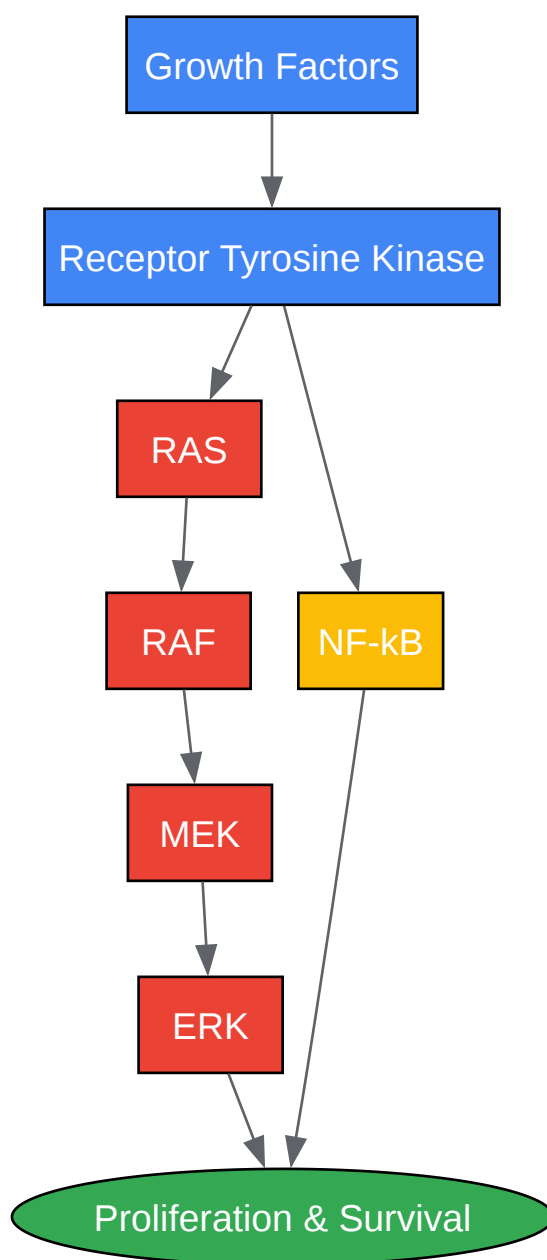 Growth Factors
Receptor Tyrosine Kinase
RAS
RAF
NF-kB
MEK
ERK
Proliferation & Survival